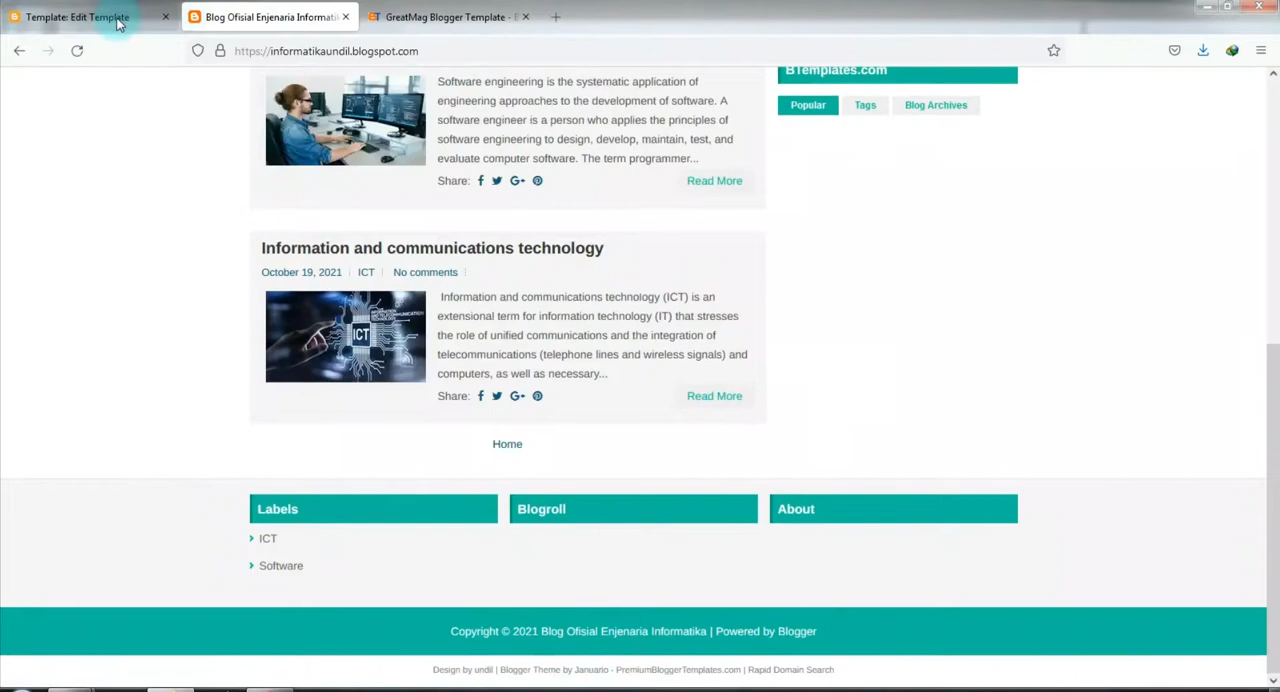 Template: Edit Template
Blog Ofisial Enjenaria Informati
GreatMag Blogger Template - E
https://informatikaundil.blogspot.com
Software engineering is the systematic application of
engineering approaches to the development of software. A
software engineer is a person who applies the principles of
software engineering to design, develop, maintain, test, and
evaluate computer software. The term programmer...
Share:
Read More
BTemplates.com
Popular Tags Blog Archives
Information and communications technology
October 19, 2021 ICT No comments
ICT
Information and communications technology (ICT) is an
extensional term for information technology (IT) that stresses
the role of unified communications and the integration of
telecommunications (telephone lines and wireless signals) and
computers, as well as necessary...
Share:
Read More
Home
Labels
ICT
Software
Blogroll
About
Copyright © 2021 Blog Ofisial Enjenaria Informatika | Powered by Blogger
Design by undil | Blogger Theme by Januario - PremiumBloggerTemplates.com | Rapid Domain Search